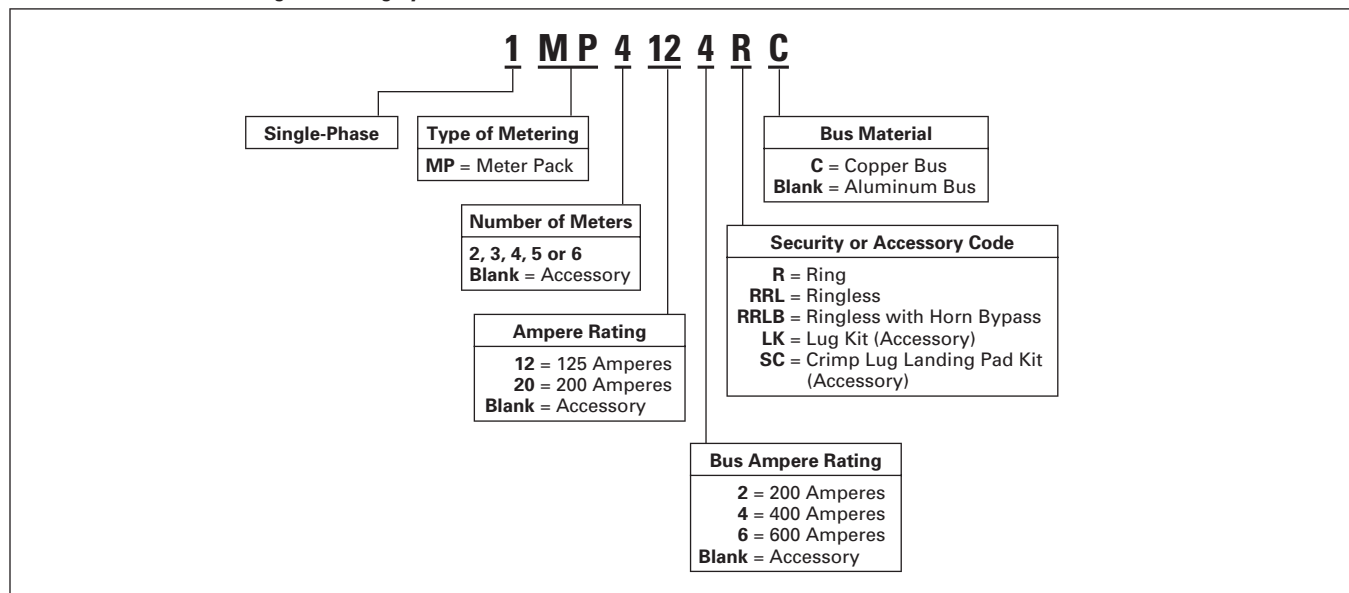 1 MP 4 12 4 R C
Single-Phase
Type of Metering
MP = Meter Pack
Number of Meters
2, 3, 4, 5 or 6
Blank = Accessory
Ampere Rating
12 = 125 Amperes
20 = 200 Amperes
Blank = Accessory
Bus Ampere Rating
2 = 200 Amperes
4 = 400 Amperes
6 = 600 Amperes
Blank = Accessory
Security or Accessory Code
R = Ring
RRL = Ringless
RRLB = Ringless with Horn Bypass
LK = Lug Kit (Accessory)
SC = Crimp Lug Landing Pad Kit
(Accessory)
Bus Material
C = Copper Bus
Blank = Aluminum Bus